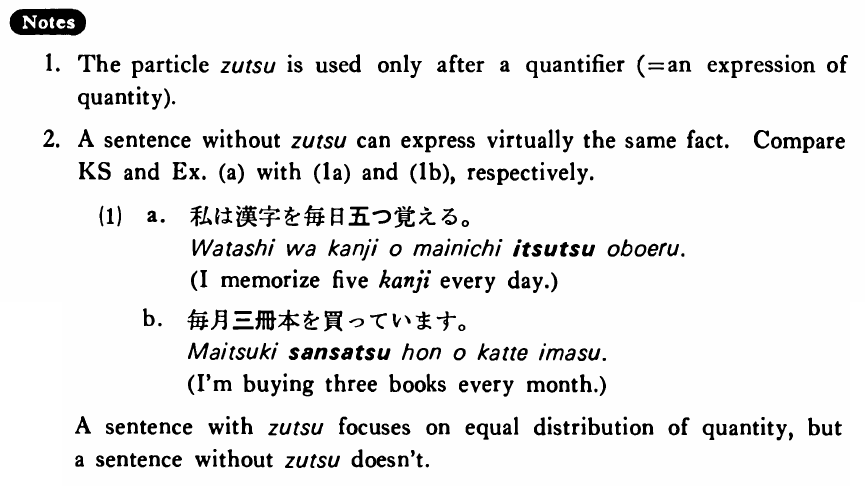 Notes
1. The particle zutsu is used only after a quantifier (=an expression of
quantity).
2. A sentence without zutsu can express virtually the same fact. Compare
KS and Ex. (a) with (1a) and (1b), respectively.
(1) a. 私は漢字を毎日五つ覚える。
Watashi wa kanji o mainichi itsutsu oboeru.
(I memorize five kanji every day.)
b. 毎月三冊本を買っています。
Maitsuki sansatsu hon o katte imasu.
(I'm buying three books every month.)
A sentence with zutsu focuses on equal distribution of quantity, but
a sentence without zutsu doesn't.